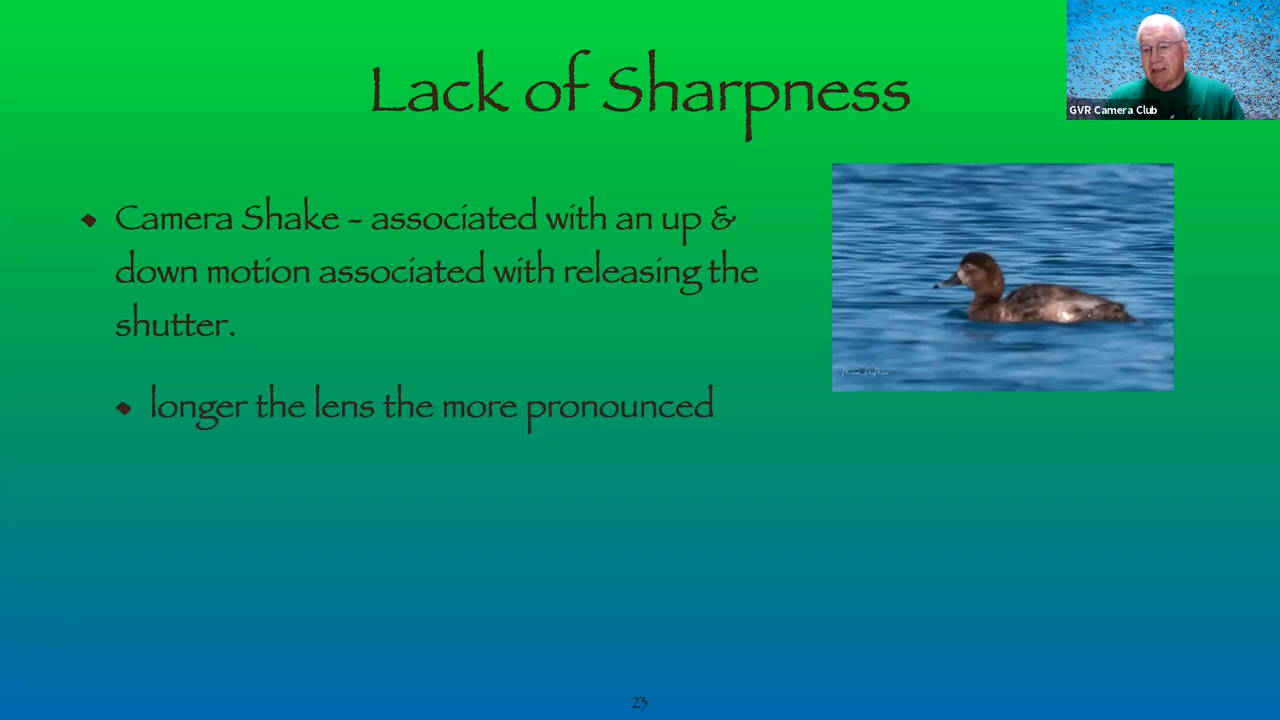 Lack of Sharpness
GVR Camera Club
Camera Shake - associated with an up &
down motion associated with releasing the
shutter.
longer the lens the more pronounced
23